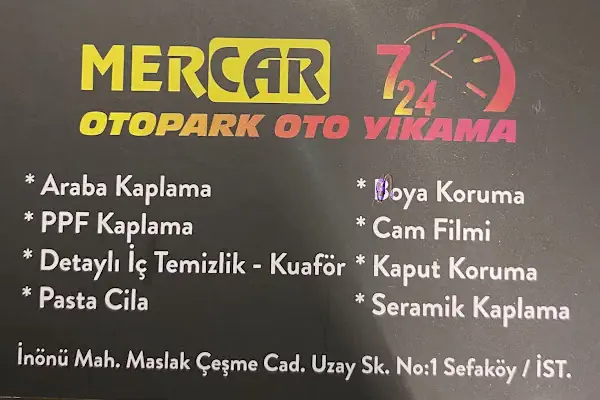 MERCAR
7
24
OTOPARK OTO YIKAMA
* Araba Kaplama
* PPF Kaplama
* Detaylı İç Temizlik - Kuaför
* Pasta Cila
* Boya Koruma
* Cam Filmi
* Kaput Koruma
* Seramik Kaplama
İnönü Mah. Maslak Çeşme Cad. Uzay Sk. No:1 Sefaköy / İST.